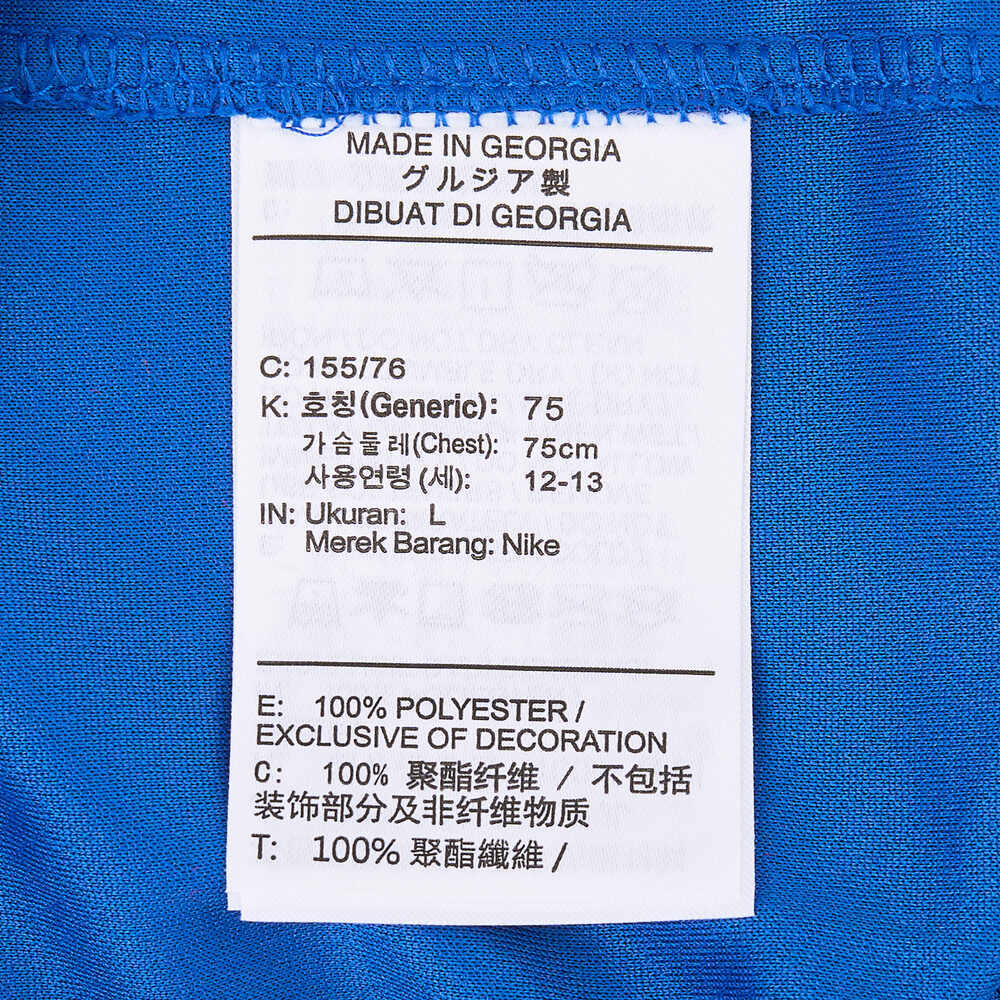 MADE IN GEORGIA
グルジア製
DIBUAT DI GEORGIA
C: 155/76
K: 호칭(Generic): 75
가슴둘레(Chest): 75cm
사용연령 (세): 12-13
IN: Ukuran: L
Merek Barang: Nike
E: 100% POLYESTER /
EXCLUSIVE OF DECORATION
C: 100% 聚酯纤维 / 不包括
装饰部分及非纤维物质
T: 100% 聚酯纖維 /